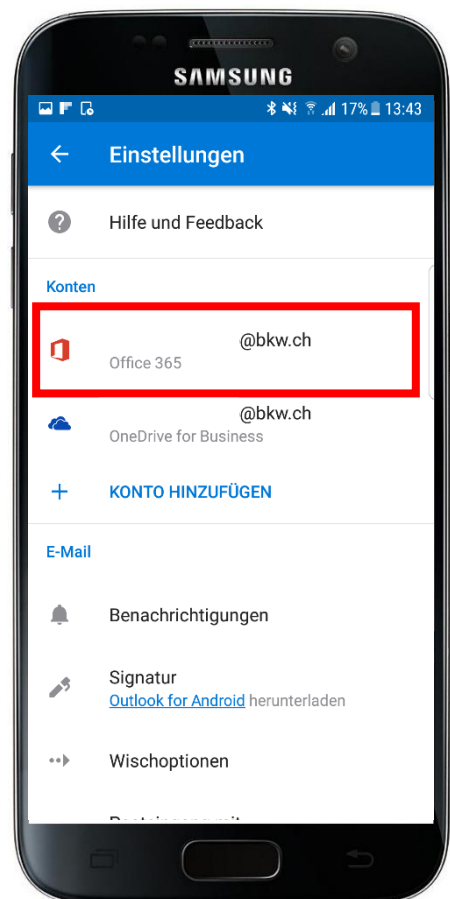 SAMSUNG
17% 13:43
Einstellungen
Hilfe und Feedback
Konten
@bkw.ch
Office 365
@bkw.ch
OneDrive for Business
KONTO HINZUFÜGEN
E-Mail
Benachrichtigungen
Signatur
Outlook for Android herunterladen
Wischoptionen